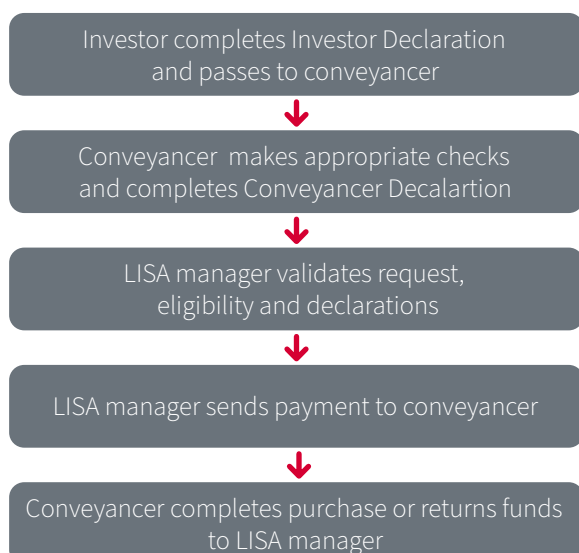 Investor completes Investor Declaration
and passes to conveyancer
Conveyancer makes appropriate checks
and completes Conveyancer Decalartion
LISA manager validates request,
eligibility and declarations
LISA manager sends payment to conveyancer
Conveyancer completes purchase or returns funds
to LISA manager